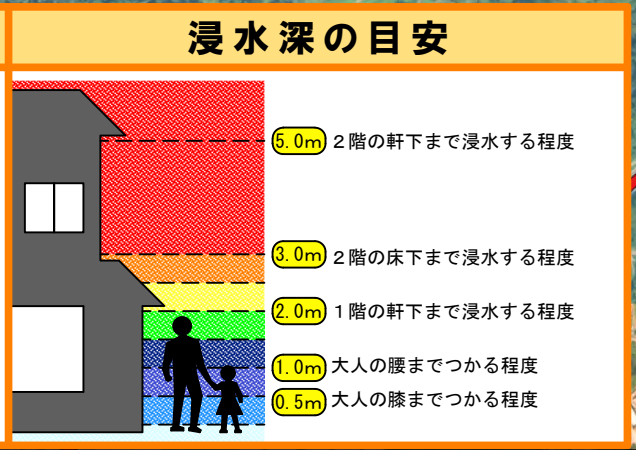 浸水深の目安
5.0m ２階の軒下まで浸水する程度
3.0m ２階の床下まで浸水する程度
2.0m １階の軒下まで浸水する程度
1.0m 大人の腰までつかる程度
0.5m 大人の膝までつかる程度